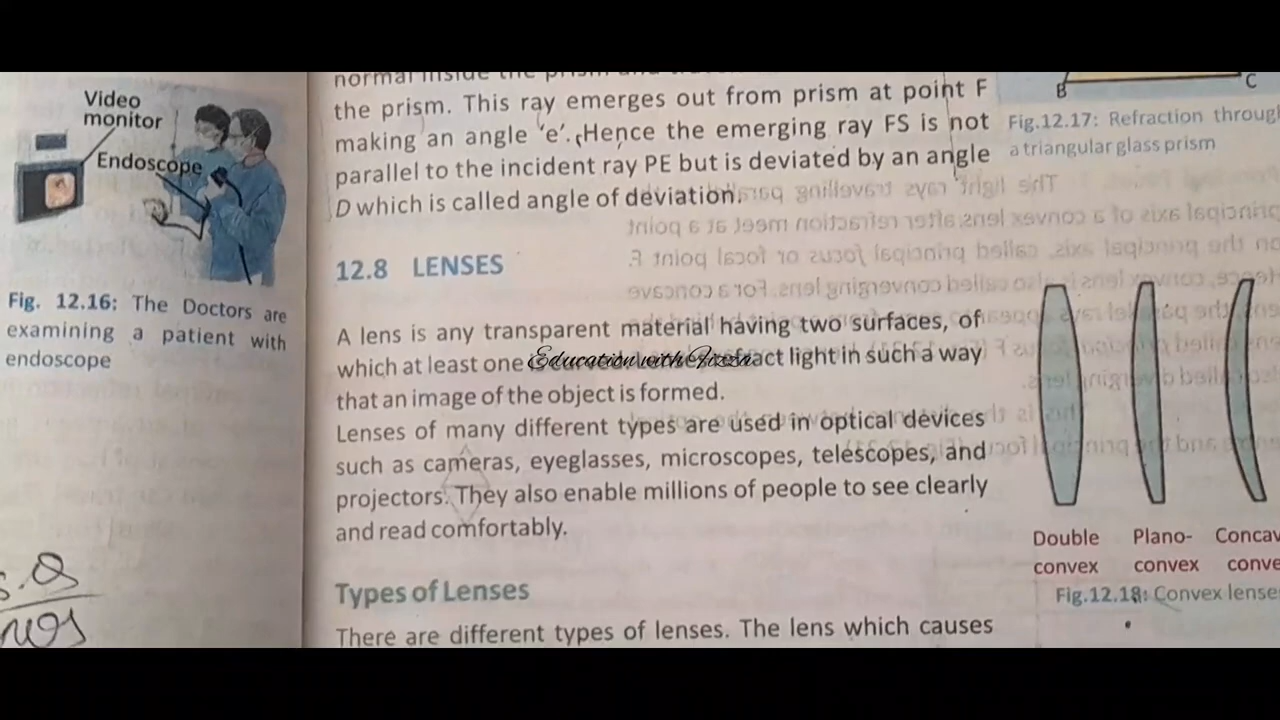 Video
monitor
Endoscope
Fig. 12.16: The Doctors are
examining a patient with
endoscope
the prism. This ray emerges out from prism at point F
making an angle 'e'. Hence the emerging ray FS is not
parallel to the incident ray PE but is deviated by an angle
D which is called angle of deviation.
12.8 LENSES
A lens is any transparent material having two surfaces, of
which at least one
Education with
refract light in such a way
that an image of the object is formed.
Lenses of many different types are used in optical devices
such as cameras, eyeglasses, microscopes, telescopes, and
projectors. They also enable millions of people to see clearly
and read comfortably.
Types of Lenses
There are different types of lenses. The lens which causes
B C
Fig.12.17: Refraction throug
a triangular glass prism
Double Plano- Concav
convex convex conve
Fig.12.18: Convex lense